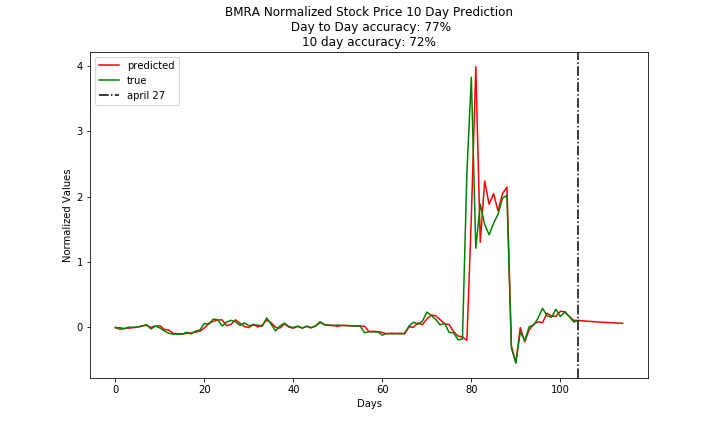 BMRA Normalized Stock Price 10 Day Prediction
Day to Day accuracy: 77%
10 day accuracy: 72%
predicted
true
april 27
4
3
2
1
0
Normalized Values
0 20 40 60 80 100
Days